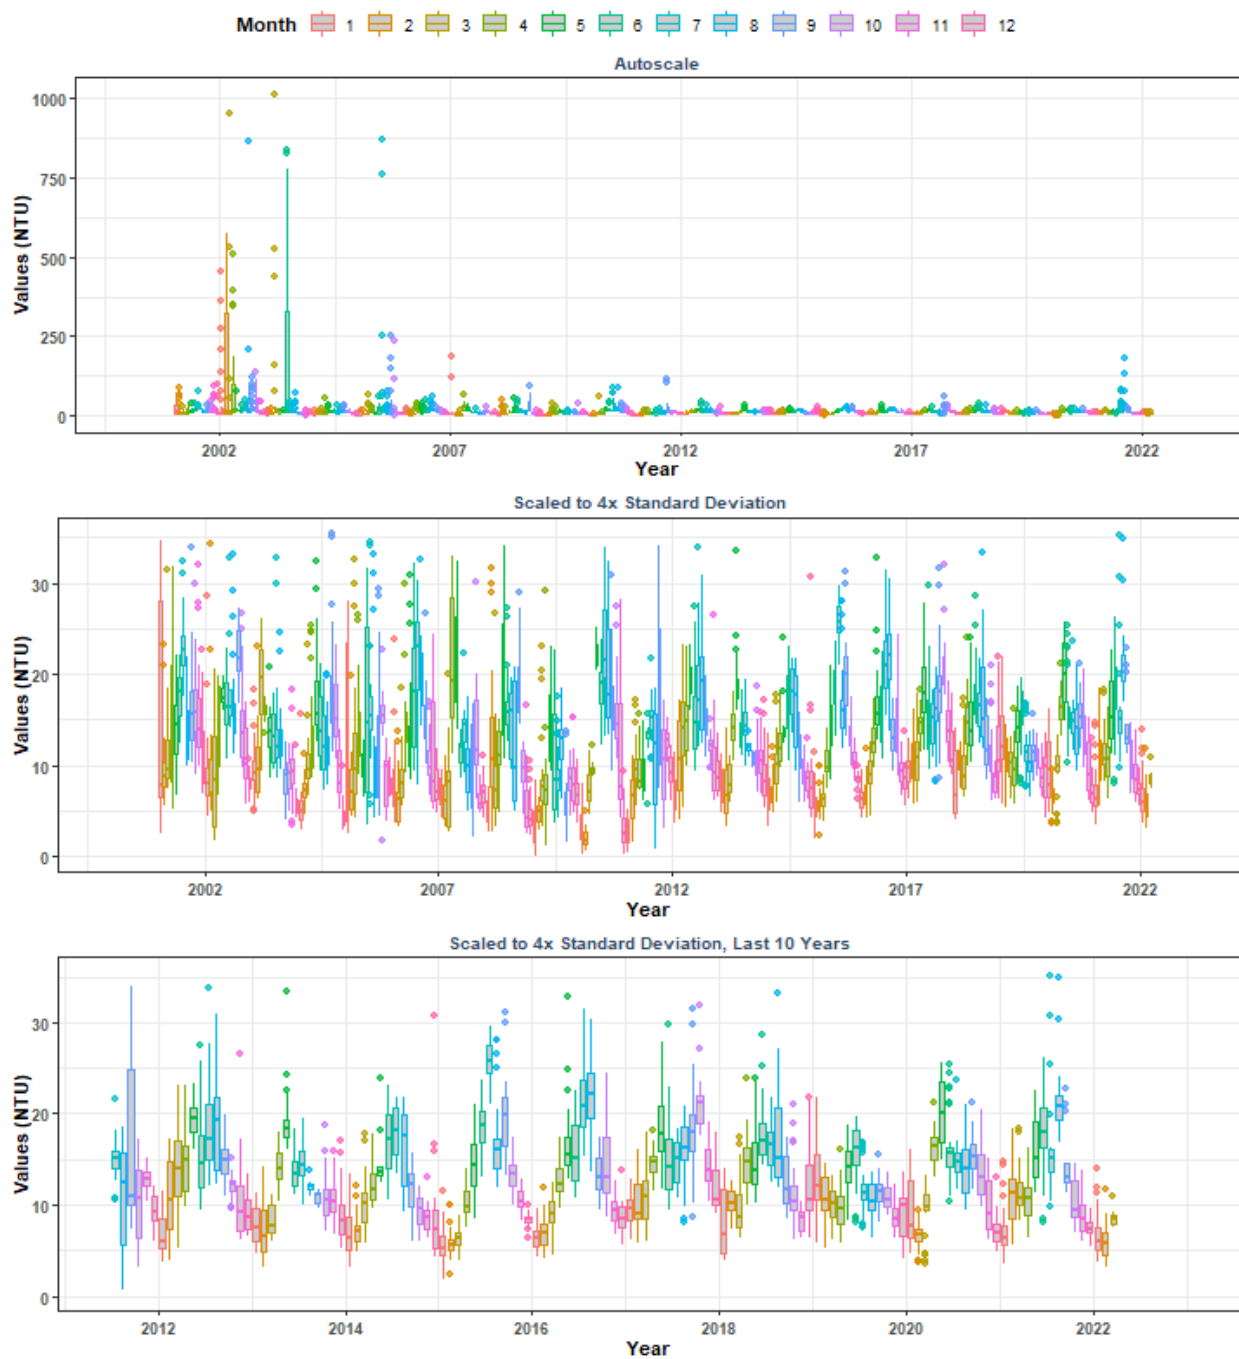 Month 1 2 3 4 5 6 7 8 9 10 11 12
Autoscale
Values (NTU)
1000
750
500
250
0
2002 2007 2012 2017 2022
Year
Scaled to 4x Standard Deviation
Values (NTU)
30
20
10
0
2002 2007 2012 2017 2022
Year
Scaled to 4x Standard Deviation, Last 10 Years
Values (NTU)
30
20
10
0
2012 2014 2016 2018 2020 2022
Year